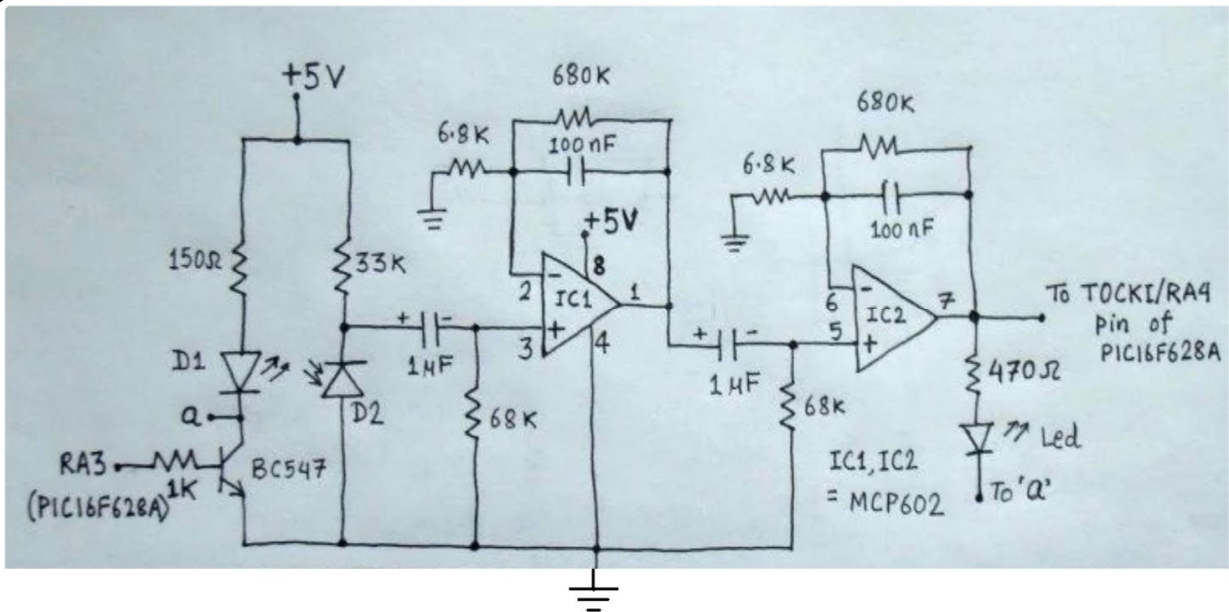 +5V
150Ω
33K
D1
D2
a
RA3
(PIC16F628A)
1K
BC547
+ -
1µF
68K
6.8K
680K
100nF
+5V
8
2
-
IC1
1
3
+
4
+ -
1µF
68K
6.8K
680K
100nF
6
-
IC2
7
5
+
To TOCKI/RA4
pin of
PIC16F628A
470Ω
Led
To 'a'
IC1, IC2
= MCP602